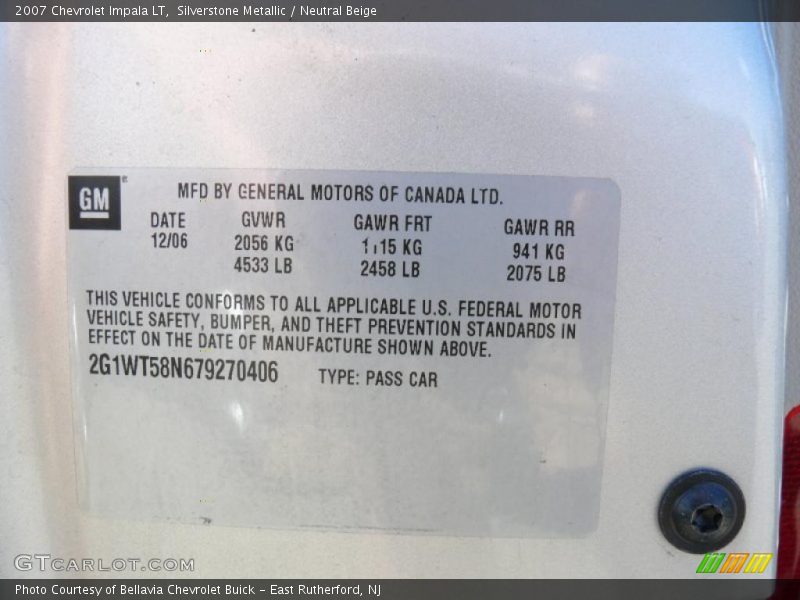 2007 Chevrolet Impala LT, Silverstone Metallic / Neutral Beige
GM
MFD BY GENERAL MOTORS OF CANADA LTD.
DATE GVWR GAWR FRT GAWR RR
12/06 2056 KG KG 941 KG
4533 LB 2458 LB 2075 LB
THIS VEHICLE CONFORMS TO ALL APPLICABLE U.S. FEDERAL MOTOR
VEHICLE SAFETY, BUMPER, AND THEFT PREVENTION STANDARDS IN
EFFECT ON THE DATE OF MANUFACTURE SHOWN ABOVE.
2G1WT58N679270406 TYPE: PASS CAR
GTCARLOT.COM
Photo Courtesy of Bellavia Chevrolet Buick - East Rutherford, NJ